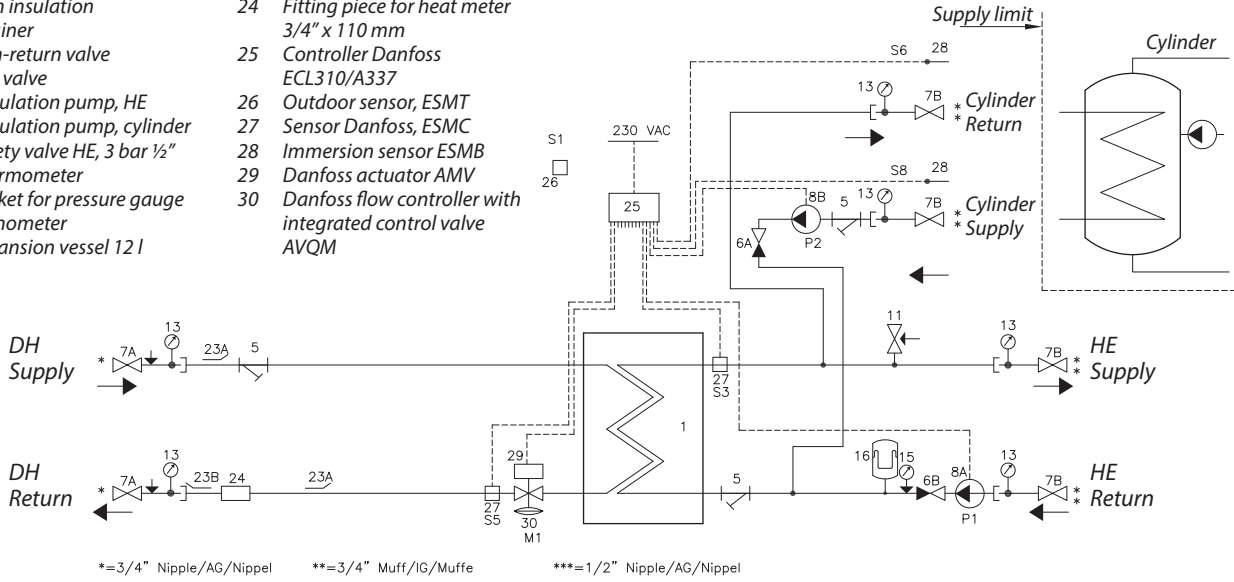 n insulation
iner
n-return valve
valve
ulation pump, HE
ulation pump, cylinder
ety valve HE, 3 bar ½”
ermometer
ket for pressure gauge
nometer
ansion vessel 12 l
24 Fitting piece for heat meter
3/4” x 110 mm
25 Controller Danfoss
ECL310/A337
26 Outdoor sensor, ESMT
27 Sensor Danfoss, ESMC
28 Immersion sensor ESMB
29 Danfoss actuator AMV
30 Danfoss flow controller with
integrated control valve
AVQM
Supply limit
Cylinder
S6 28
13 7B * Cylinder
* Return
S1
26
230 VAC
25
S8 28
8B 5 13 7B * Cylinder
* Supply
6A P2
DH
Supply
* 7A 13 23A 5
27
S3
11
13
7B *
*
HE
Supply
1
DH
Return
* 7A 13 23B 24 23A
27
S5
29
30
M1
5
16 15
6B 8A
P1
13
7B *
*
HE
Return
*=3/4” Nipple/AG/Nippel **=3/4” Muff/IG/Muffe ***=1/2” Nipple/AG/Nippel